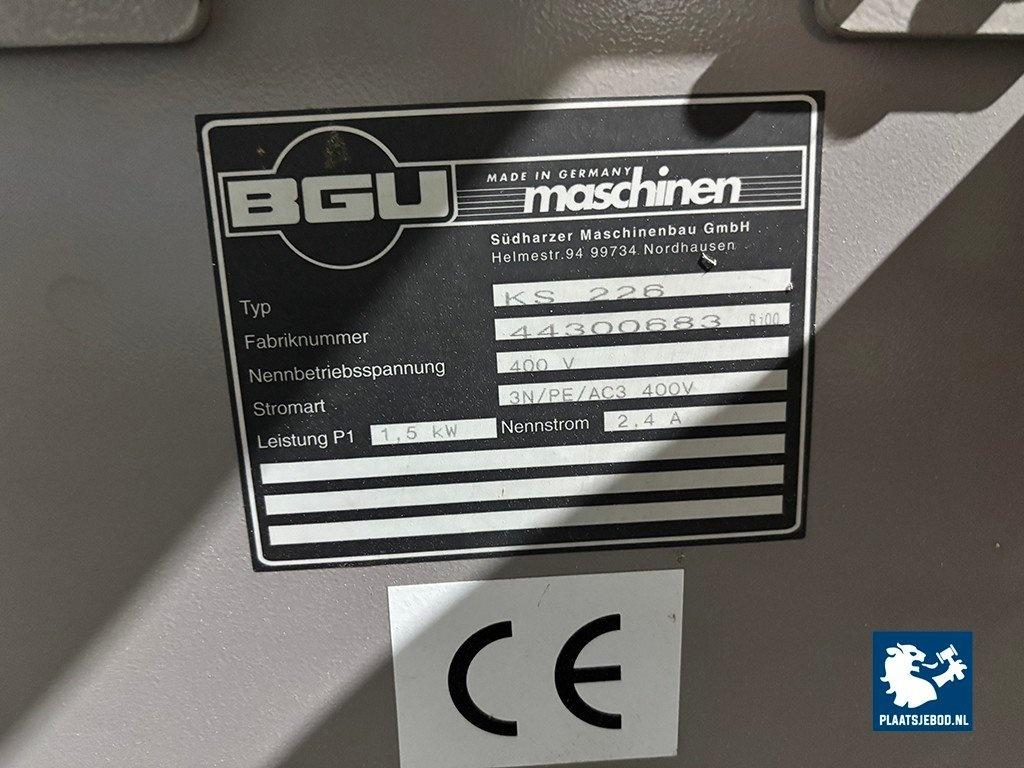 BGU
MADE IN GERMANY
maschinen
Südharzer Maschinenbau GmbH
Helmestr.94 99734 Nordhausen
Typ KS 226
Fabriknummer 44300683
Nennbetriebsspannung 400 V
Stromart 3N/PE/AC3 400V
Leistung P1 1,5 kW Nennstrom 2,4 A
CE
PLAATSJEBOD.NL